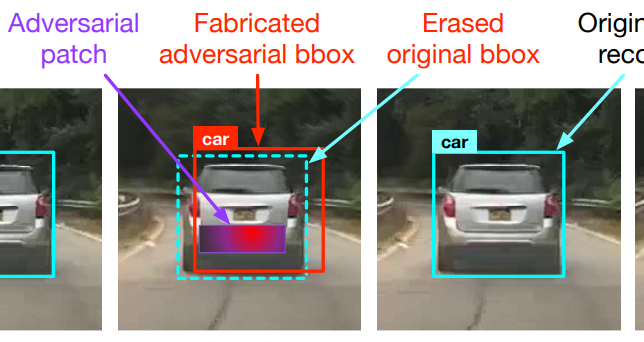 Adversarial
patch
Fabricated
adversarial bbox
Erased
original bbox
car
car